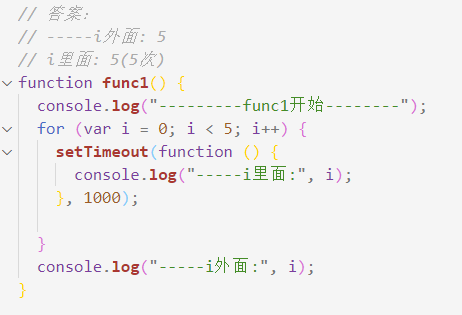 // 答案：
// -----i外面: 5
// i里面: 5(5次)
function func1() {
console.log("---------func1开始--------");
for (var i = 0; i < 5; i++) {
setTimeout(function () {
console.log("-----i里面:", i);
}, 1000);
}
console.log("-----i外面:", i);
}